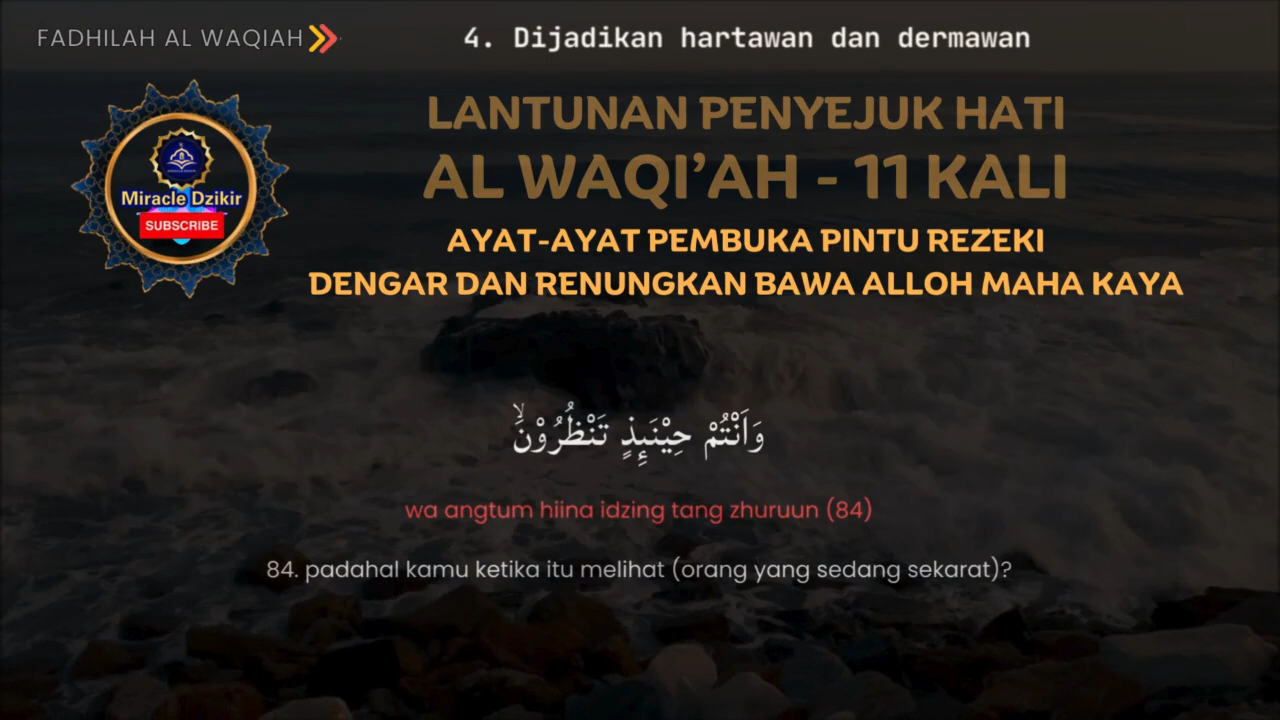 FADHILAH AL WAQIAH
4. Dijadikan hartawan dan dermawan
LANTUNAN PENYEJUK HATI
AL WAQI'AH - 11 KALI
AYAT-AYAT PEMBUKA PINTU REZEKI
DENGAR DAN RENUNGKAN BAWA ALLOH MAHA KAYA
Miracle Dzikir
SUBSCRIBE
وَاَنْتُمْ حِيْنَىِٕذٍ تَنْظُرُوْنَۙ
wa angtum hiina idzing tang zhuruun (84)
84. padahal kamu ketika itu melihat (orang yang sedang sekarat)?